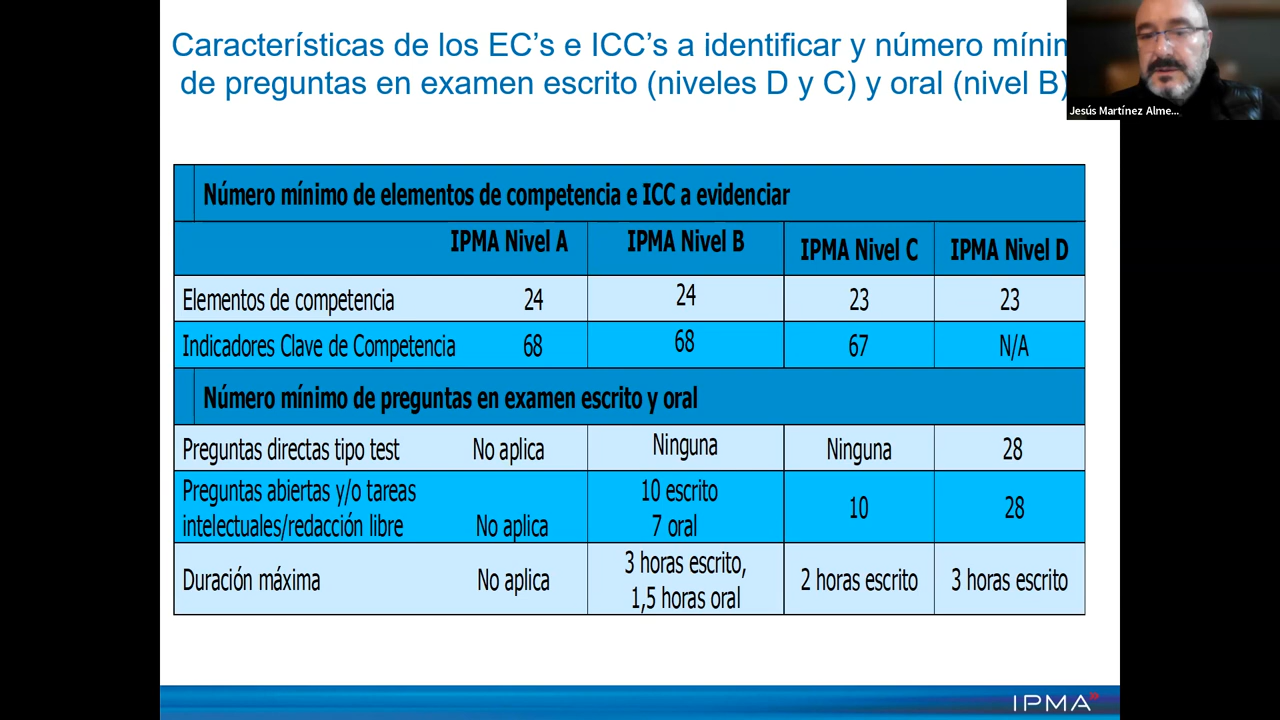 Características de los EC’s e ICC’s a identificar y número mínim
de preguntas en examen escrito (niveles D y C) y oral (nivel B)
Jesús Martínez Alme...
Número mínimo de elementos de competencia e ICC a evidenciar
IPMA Nivel A IPMA Nivel B IPMA Nivel C IPMA Nivel D
Elementos de competencia 24 24 23 23
Indicadores Clave de Competencia 68 68 67 N/A
Número mínimo de preguntas en examen escrito y oral
Preguntas directas tipo test No aplica Ninguna Ninguna 28
Preguntas abiertas y/o tareas
intelectuales/redacción libre No aplica 10 escrito
7 oral 10 28
Duración máxima No aplica 3 horas escrito,
1,5 horas oral 2 horas escrito 3 horas escrito
IPMA